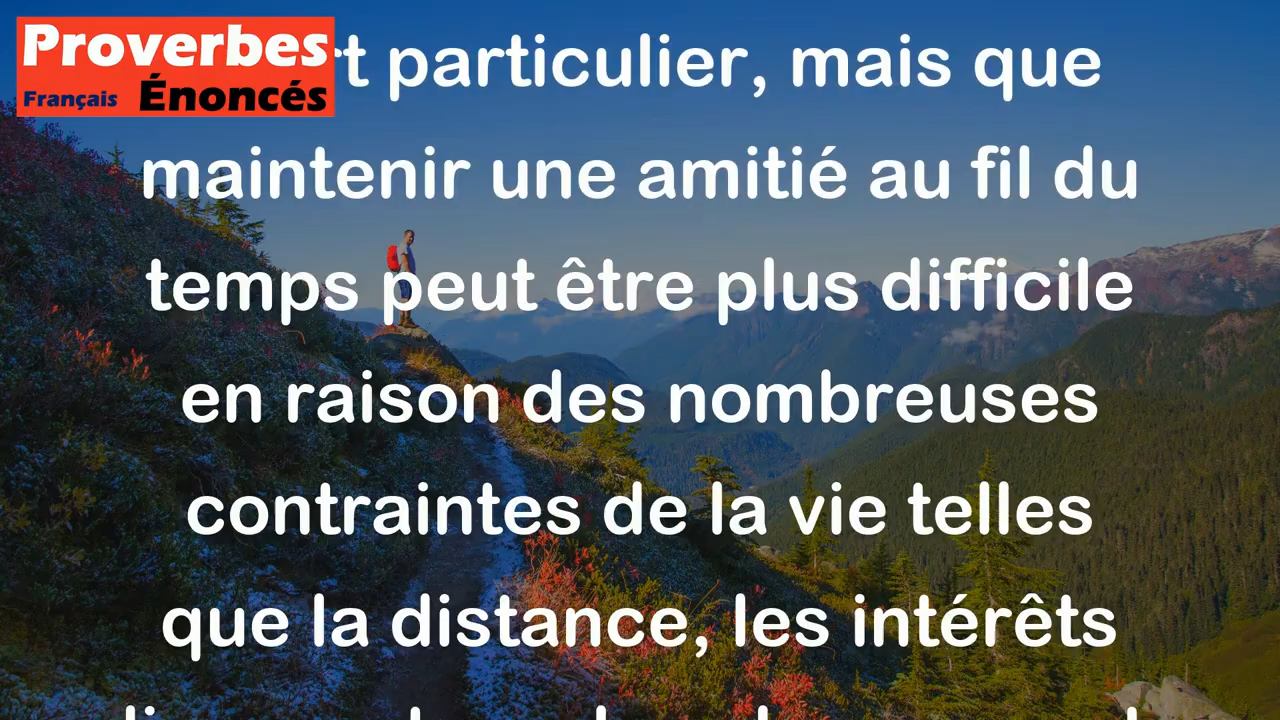 Proverbes
Français Énoncés
particulier, mais que
maintenir une amitié au fil du
temps peut être plus difficile
en raison des nombreuses
contraintes de la vie telles
que la distance, les intérêts